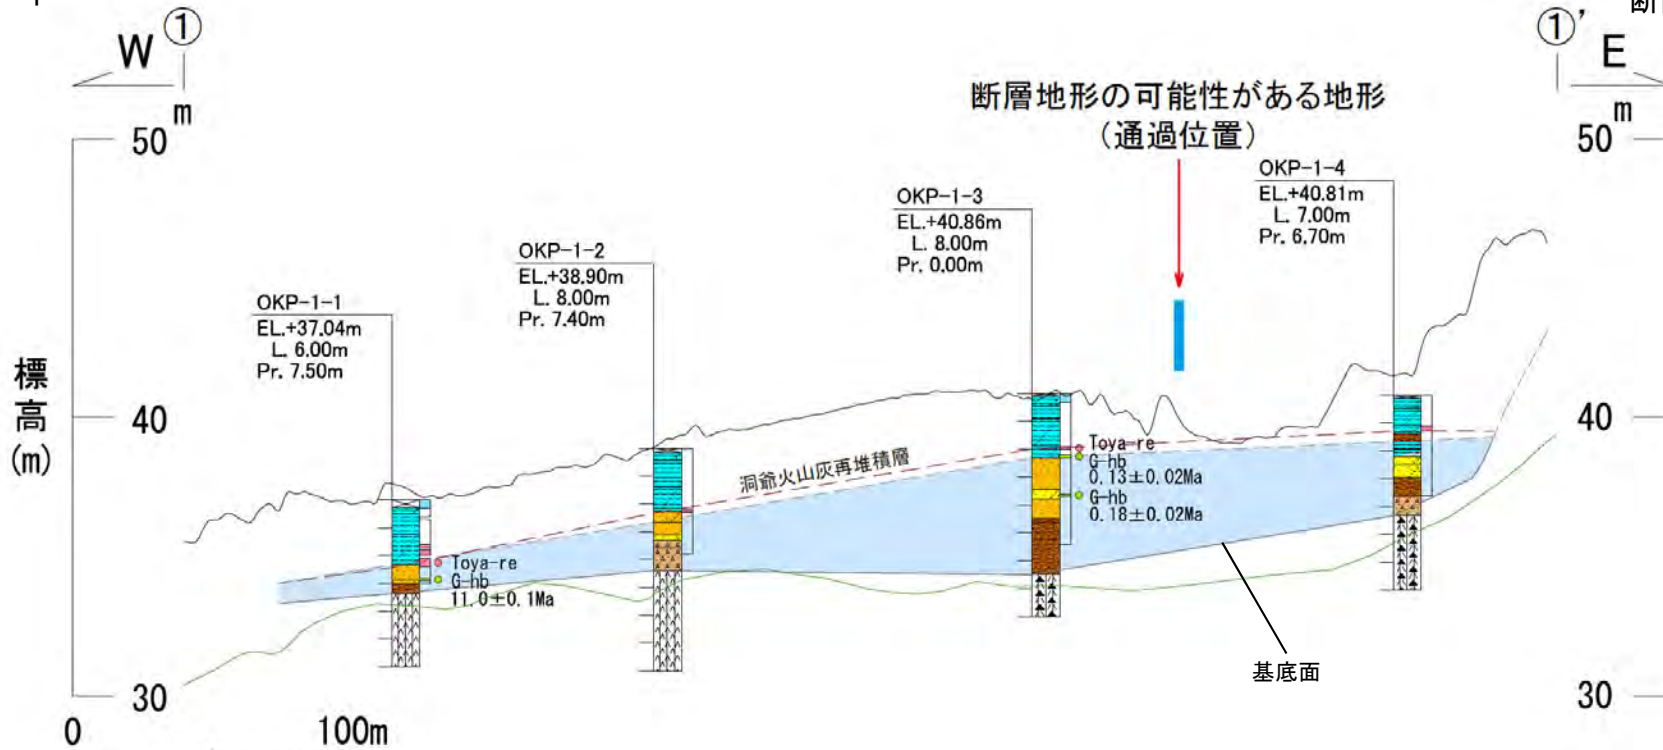 W
①
①’
E
断
m
m
50
50
断層地形の可能性がある地形
(通過位置)
OKP-1-4
EL.+40.81m
L. 7.00m
Pr. 6.70m
OKP-1-3
EL.+40.86m
L. 8.00m
Pr. 0.00m
OKP-1-2
EL.+38.90m
L. 8.00m
Pr. 7.40m
OKP-1-1
EL.+37.04m
L. 6.00m
Pr. 7.50m
標高(m)
40
40
洞爺火山灰再堆積層
Toya-re
G-hb
0.13±0.02Ma
G-hb
0.18±0.02Ma
Toya-re
G-hb
11.0±0.1Ma
基底面
30
30
0
100m